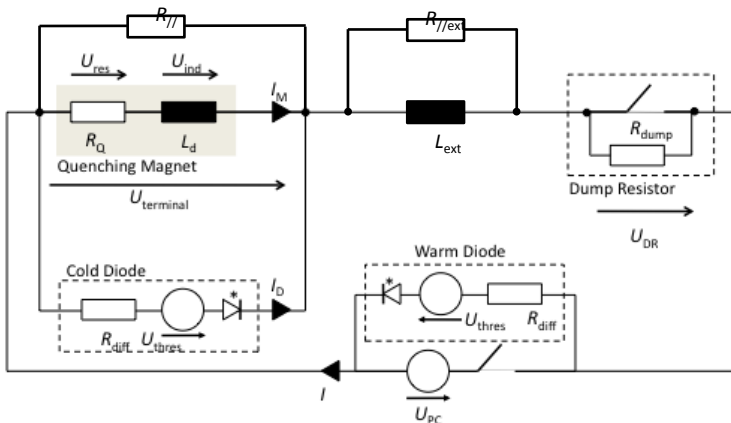 R//
R//ext
Ures
Uind
IM
RQ
Ld
Lext
Rdump
Quenching Magnet
Uterminal
Dump Resistor
UDR
Cold Diode
Warm Diode
*
*
ID
Rdiff
Uthres
Uthres
Rdiff
I
UPC